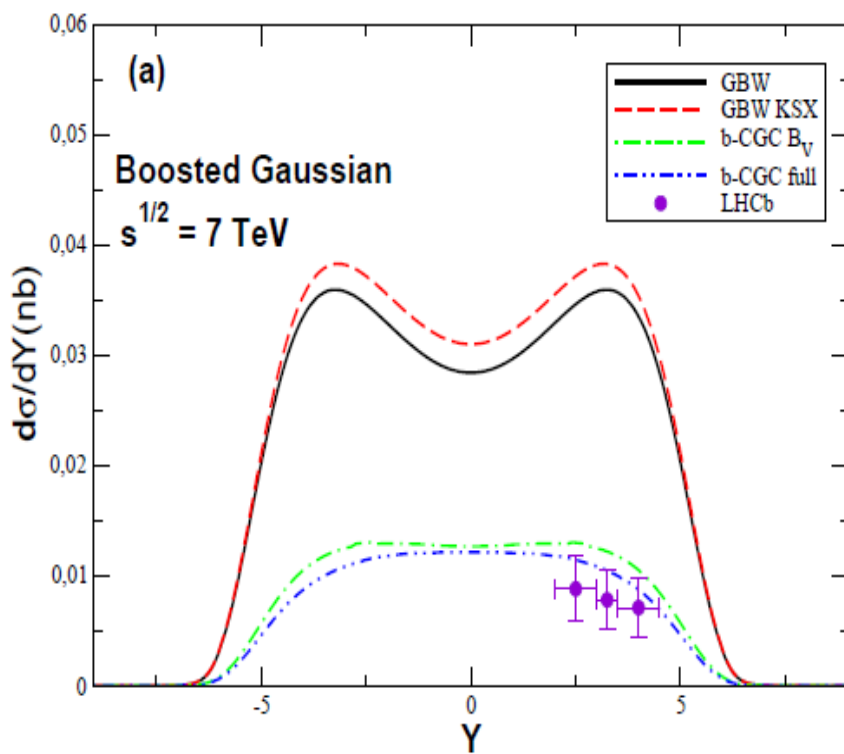 0,06
(a)
GBW
GBW KSX
b-CGC B_V
b-CGC full
LHCb
0,05
Boosted Gaussian
s^{1/2} = 7 TeV
0,04
dσ/dY(nb)
0,03
0,02
0,01
0
-5 0 5
Y